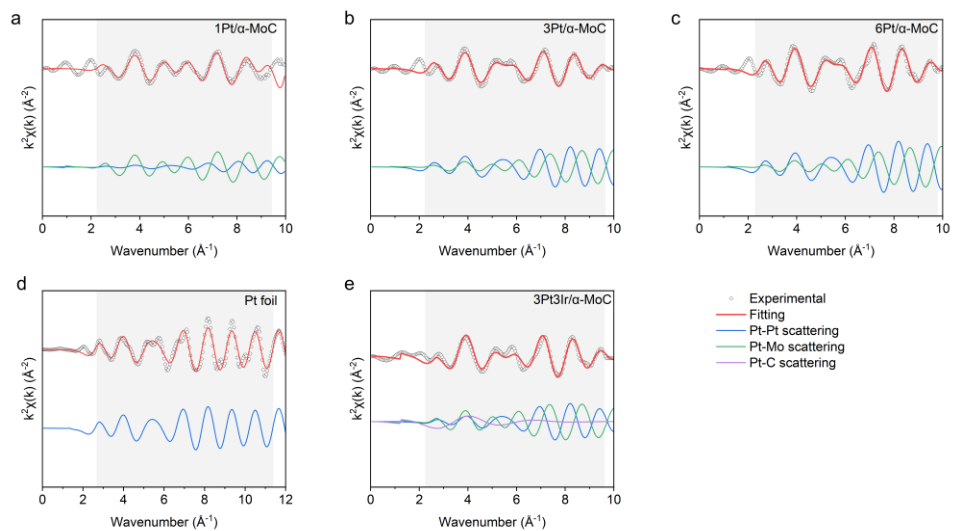 a
1Pt/α-MoC
k²χ(k) (Å⁻²)
0 2 4 6 8 10
Wavenumber (Å⁻¹)
b
3Pt/α-MoC
k²χ(k) (Å⁻²)
0 2 4 6 8 10
Wavenumber (Å⁻¹)
c
6Pt/α-MoC
k²χ(k) (Å⁻²)
0 2 4 6 8 10
Wavenumber (Å⁻¹)
d
Pt foil
k²χ(k) (Å⁻²)
0 2 4 6 8 10 12
Wavenumber (Å⁻¹)
e
3Pt3Ir/α-MoC
k²χ(k) (Å⁻²)
0 2 4 6 8 10
Wavenumber (Å⁻¹)
Experimental
Fitting
Pt-Pt scattering
Pt-Mo scattering
Pt-C scattering